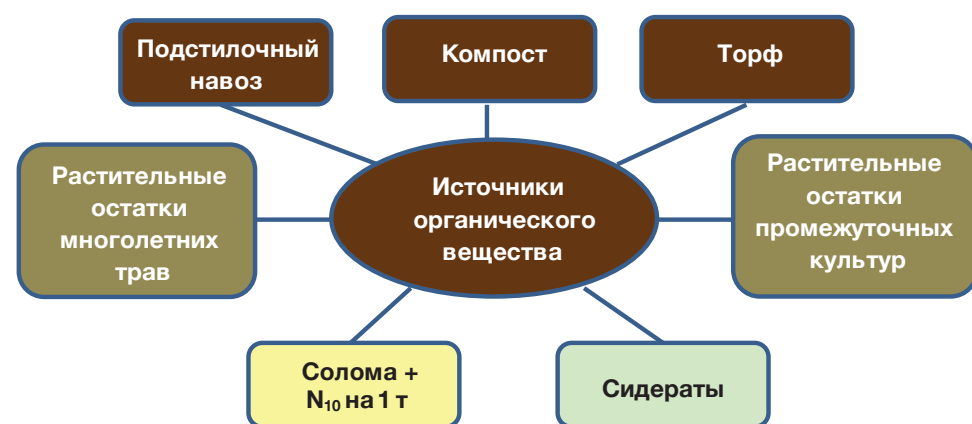 Подстилочный
навоз
Компост
Торф
Растительные
остатки
многолетних
трав
Источники
органического
вещества
Растительные
остатки
промежуточных
культур
Солома +
N₁₀ на 1 т
Сидераты